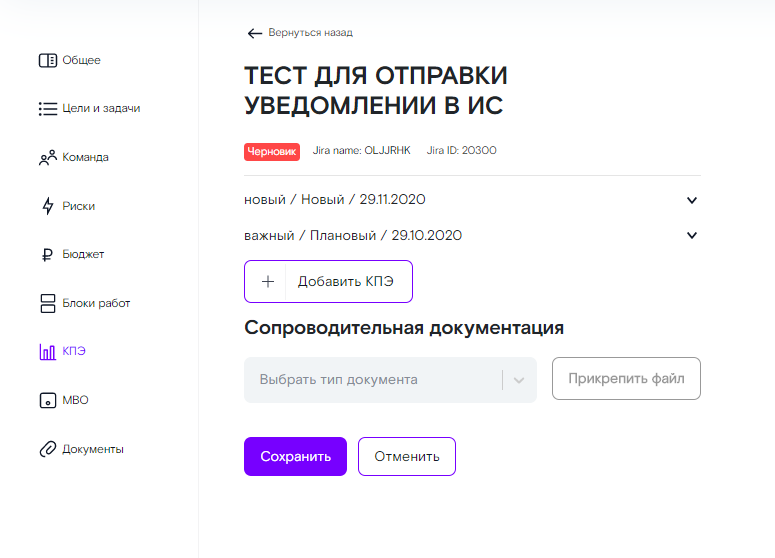 Вернуться назад
Общее
Цели и задачи
Команда
Риски
Бюджет
Блоки работ
КПЭ
МВО
Документы
ТЕСТ ДЛЯ ОТПРАВКИ
УВЕДОМЛЕНИИ В ИС
Черновик Jira name: OLJJRHK Jira ID: 20300
новый / Новый / 29.11.2020
важный / Плановый / 29.10.2020
Добавить КПЭ
Сопроводительная документация
Выбрать тип документа Прикрепить файл
Сохранить Отменить